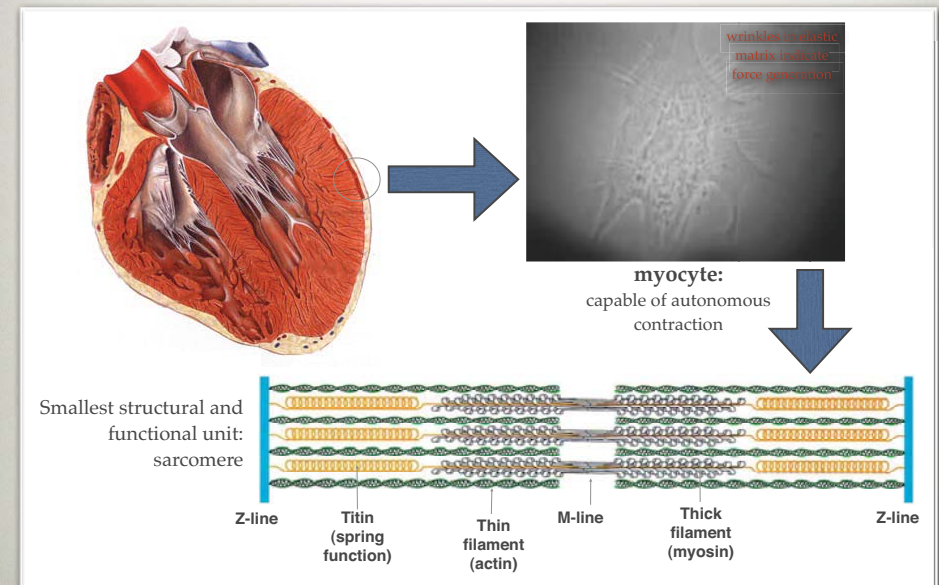 wrinkles in elastic
matrix indicate
force generation
myocyte:
capable of autonomous
contraction
Smallest structural and
functional unit:
sarcomere
Z-line
Titin
(spring
function)
Thin
filament
(actin)
M-line
Thick
filament
(myosin)
Z-line